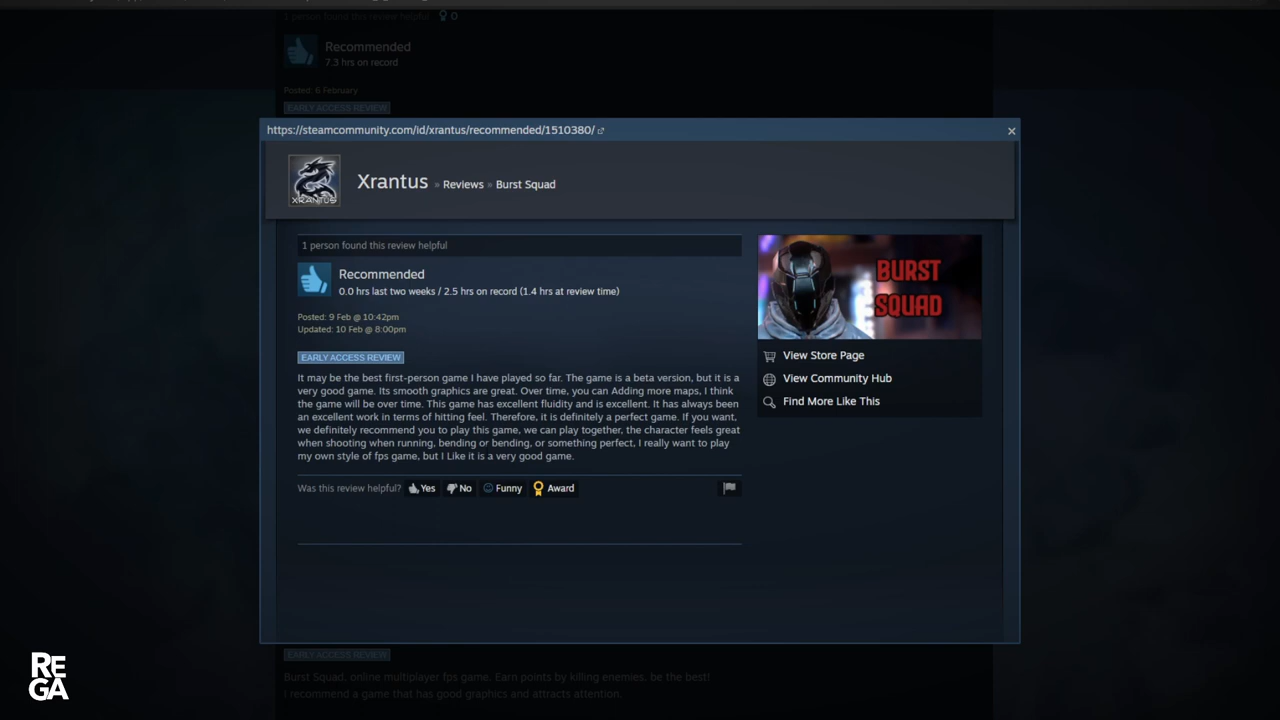 1 person found this review helpful 0
Recommended
7.3 hrs on record
Posted: 6 February
EARLY ACCESS REVIEW
https://steamcommunity.com/id/xrantus/recommended/1510380/
XRANTUS
Xrantus » Reviews » Burst Squad
1 person found this review helpful
Recommended
0.0 hrs last two weeks / 2.5 hrs on record (1.4 hrs at review time)
Posted: 9 Feb @ 10:42pm
Updated: 10 Feb @ 8:00pm
EARLY ACCESS REVIEW
It may be the best first-person game I have played so far. The game is a beta version, but it is a
very good game. Its smooth graphics are great. Over time, you can Adding more maps, I think
the game will be over time. This game has excellent fluidity and is excellent. It has always been
an excellent work in terms of hitting feel. Therefore, it is definitely a perfect game. If you want,
we definitely recommend you to play this game, we can play together, the character feels great
when shooting when running, bending or bending, or something perfect, I really want to play
my own style of fps game, but I Like it is a very good game.
Was this review helpful? Yes No Funny Award
BURST
SQUAD
View Store Page
View Community Hub
Find More Like This
EARLY ACCESS REVIEW
Burst Squad, online multiplayer fps game. Earn points by killing enemies. be the best!
I recommend a game that has good graphics and attracts attention.
RE
GA